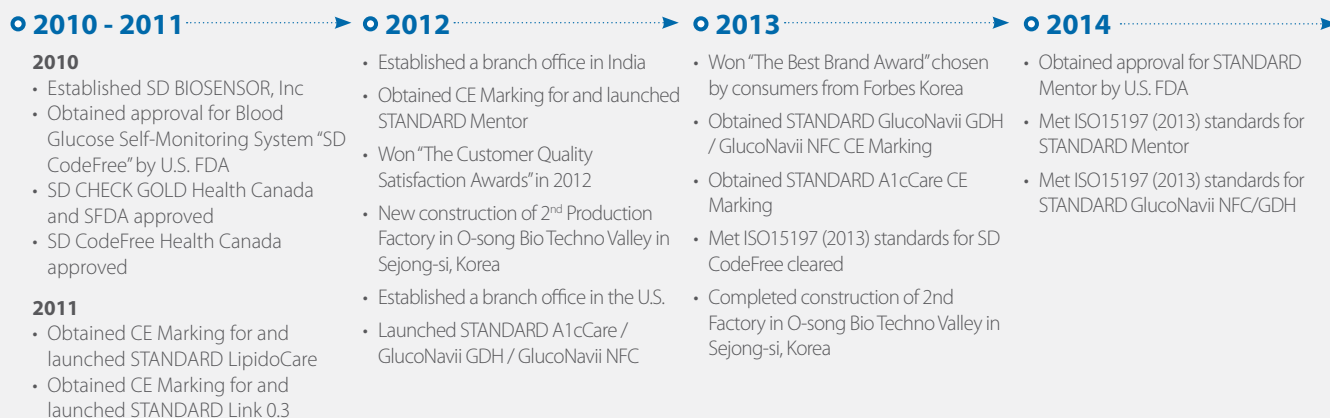 2010 - 2011
2010
• Established SD BIOSENSOR, Inc
• Obtained approval for Blood
Glucose Self-Monitoring System “SD
CodeFree” by U.S. FDA
• SD CHECK GOLD Health Canada
and SFDA approved
• SD CodeFree Health Canada
approved
2011
• Obtained CE Marking for and
launched STANDARD LipidoCare
• Obtained CE Marking for and
launched STANDARD Link 0.3
2012
• Established a branch office in India
• Obtained CE Marking for and launched
STANDARD Mentor
• Won “The Customer Quality
Satisfaction Awards” in 2012
• New construction of 2nd Production
Factory in O-song Bio Techno Valley in
Sejong-si, Korea
• Established a branch office in the U.S.
• Launched STANDARD A1cCare /
GlucoNavii GDH / GlucoNavii NFC
2013
• Won “The Best Brand Award” chosen
by consumers from Forbes Korea
• Obtained STANDARD GlucoNavii GDH
/ GlucoNavii NFC CE Marking
• Obtained STANDARD A1cCare CE
Marking
• Met ISO15197 (2013) standards for SD
CodeFree cleared
• Completed construction of 2nd
Factory in O-song Bio Techno Valley in
Sejong-si, Korea
2014
• Obtained approval for STANDARD
Mentor by U.S. FDA
• Met ISO15197 (2013) standards for
STANDARD Mentor
• Met ISO15197 (2013) standards for
STANDARD GlucoNavii NFC/GDH